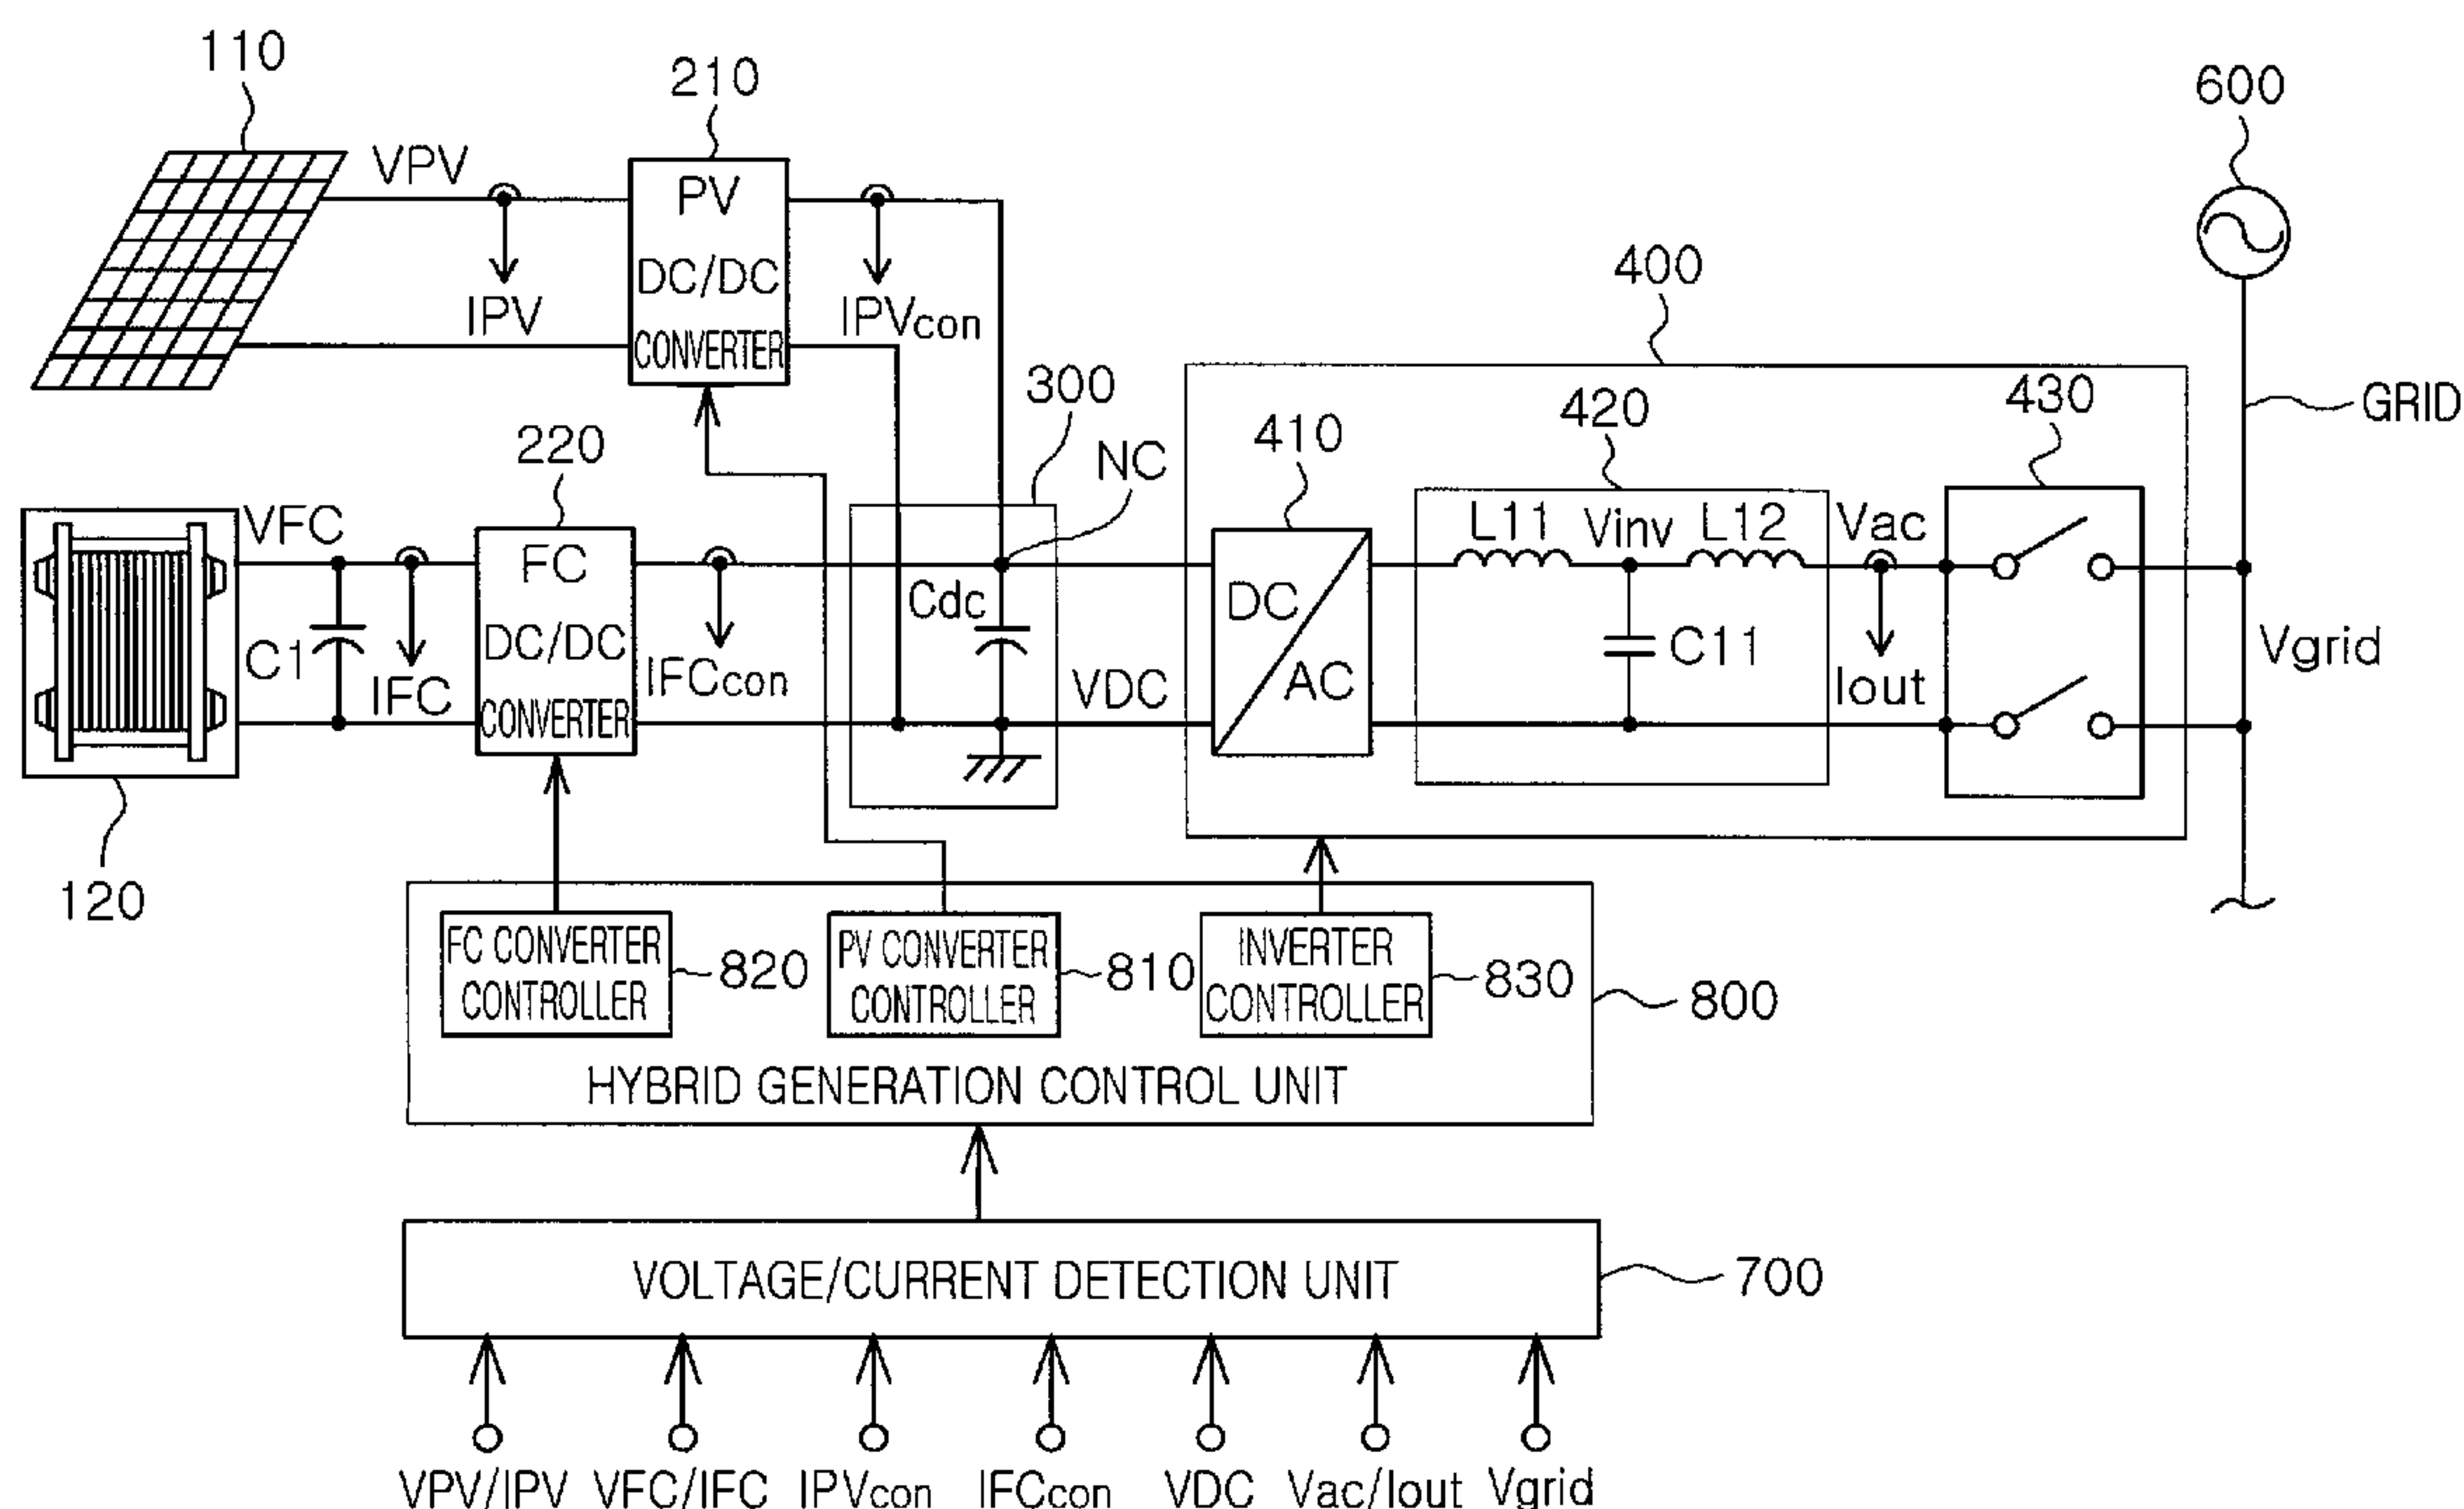 110
210
600
VPV
PV
DC/DC
CONVERTER
IPV
IPVcon
400
300
420
430
GRID
410
NC
220
VFC
FC
DC/DC
CONVERTER
C1
IFC
IFCcon
Cdc
VDC
DC
AC
L11
Vinv
L12
Vac
C11
Iout
Vgrid
120
FC CONVERTER
CONTROLLER
820
PV CONVERTER
CONTROLLER
810
INVERTER
CONTROLLER
830
800
HYBRID GENERATION CONTROL UNIT
VOLTAGE/CURRENT DETECTION UNIT
700
VPV/IPV VFC/IFC IPVcon IFCcon VDC Vac/Iout Vgrid